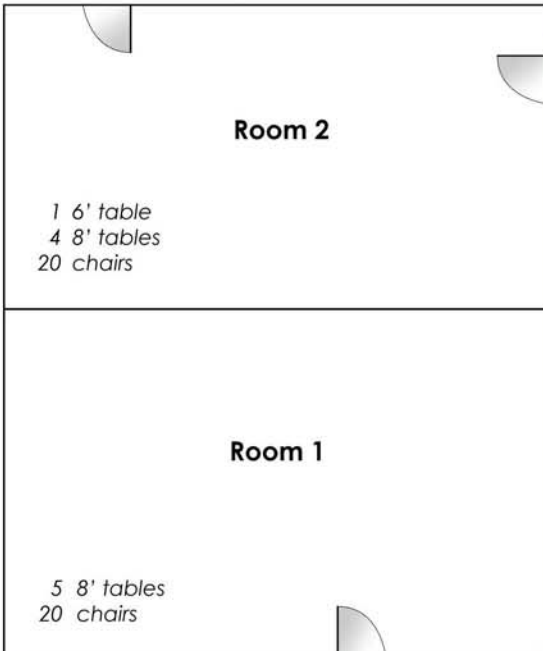 Room 2
1 6' table
4 8' tables
20 chairs
Room 1
5 8' tables
20 chairs